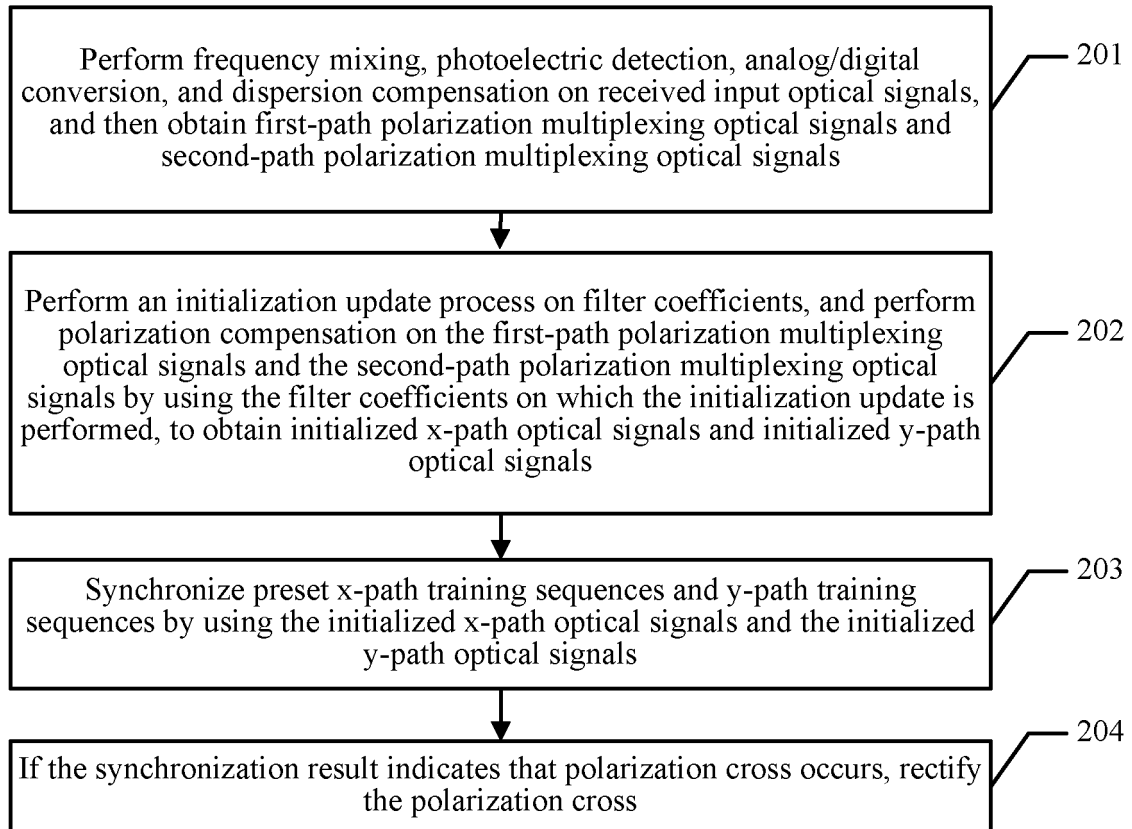 Perform frequency mixing, photoelectric detection, analog/digital
conversion, and dispersion compensation on received input optical signals,
and then obtain first-path polarization multiplexing optical signals and
second-path polarization multiplexing optical signals
201
Perform an initialization update process on filter coefficients, and perform
polarization compensation on the first-path polarization multiplexing
optical signals and the second-path polarization multiplexing optical
signals by using the filter coefficients on which the initialization update is
performed, to obtain initialized x-path optical signals and initialized y-path
optical signals
202
Synchronize preset x-path training sequences and y-path training
sequences by using the initialized x-path optical signals and the initialized
y-path optical signals
203
If the synchronization result indicates that polarization cross occurs, rectify
the polarization cross
204